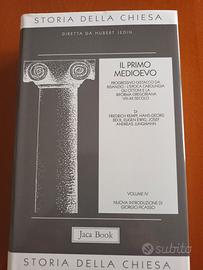 STORIA DELLA CHIESA
DIRETTA DA HUBERT JEDIN
IL PRIMO
MEDIOEVO
PROGRESSIVO DISTACCO DA
BISANZIO - L'EPOCA CAROLINGIA
GLI OTTONI E LA
RIFORMA GREGORIANA
VIII-XII SECOLO
DI
FRIEDRICH KEMPF, HANS-GEORG
BECK, EUGEN EWIG, JOSEF
ANDREAS JUNGMANN
VOLUME IV
NUOVA INTRODUZIONE DI
GIORGIO PICASSO
Jaca Book
subito
STORIA DELLA CHIESA